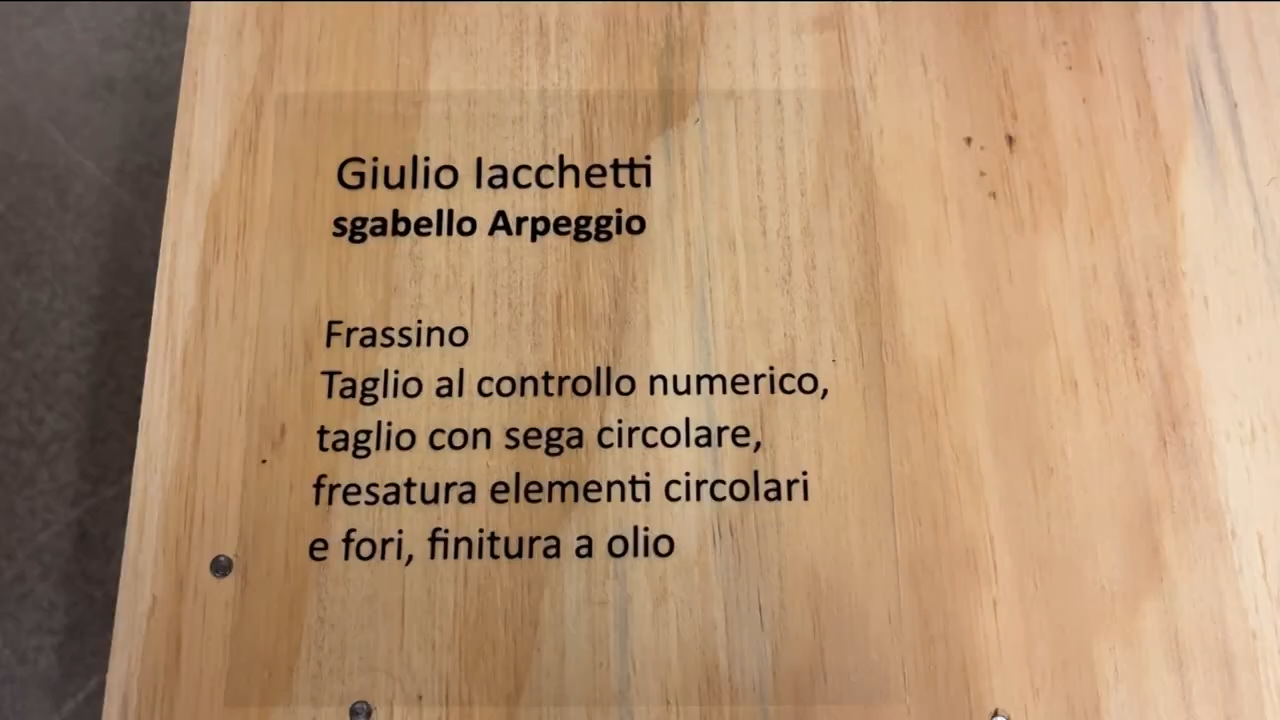 Giulio Iacchetti
sgabello Arpeggio
Frassino
Taglio al controllo numerico,
taglio con sega circolare,
fresatura elementi circolari
e fori, finitura a olio